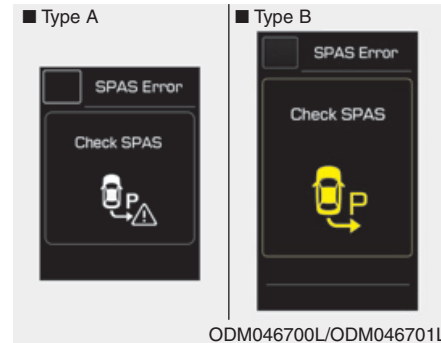 ■ Type A
SPAS Error
Check SPAS
P
■ Type B
SPAS Error
Check SPAS
P
ODM046700L/ODM046701L